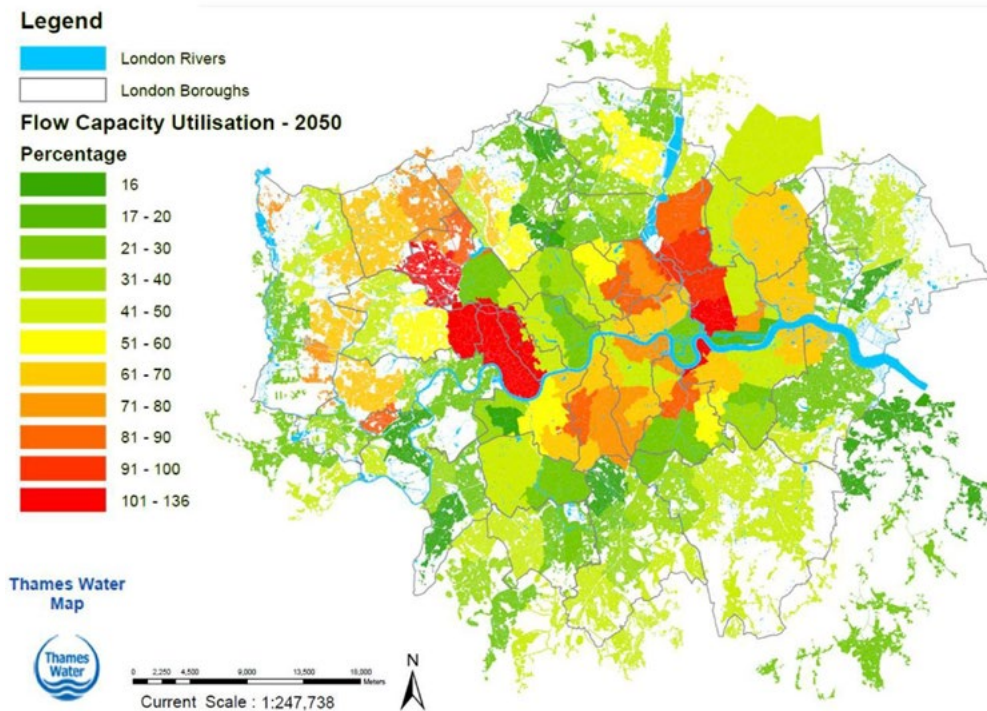 Legend
London Rivers
London Boroughs
Flow Capacity Utilisation - 2050
Percentage
16
17 - 20
21 - 30
31 - 40
41 - 50
51 - 60
61 - 70
71 - 80
81 - 90
91 - 100
101 - 136
Thames Water
Map
Thames
Water
0 2,250 4,500 9,000 13,500 18,000
Meters
Current Scale : 1:247,738
N